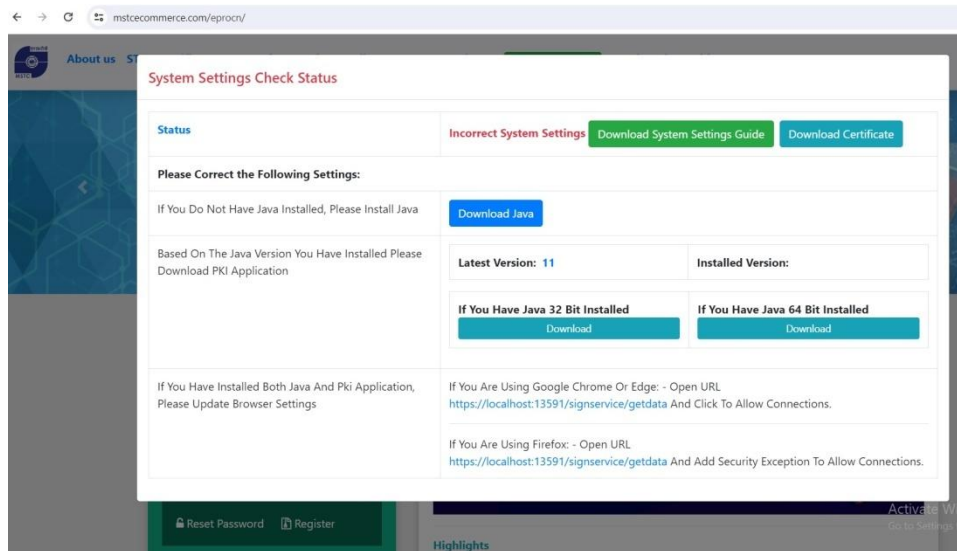 mstcecommerce.com/eprocn/
MSTC
About us ST
System Settings Check Status
Status
Incorrect System Settings Download System Settings Guide Download Certificate
Please Correct the Following Settings:
If You Do Not Have Java Installed, Please Install Java
Download Java
Based On The Java Version You Have Installed Please
Download PKI Application
Latest Version: 11 Installed Version:
If You Have Java 32 Bit Installed If You Have Java 64 Bit Installed
Download Download
If You Have Installed Both Java And Pki Application,
Please Update Browser Settings
If You Are Using Google Chrome Or Edge: - Open URL
https://localhost:13591/signservice/getdata And Click To Allow Connections.
If You Are Using Firefox: - Open URL
https://localhost:13591/signservice/getdata And Add Security Exception To Allow Connections.
Reset Password Register
Activate W
Go to Settings
Highlights